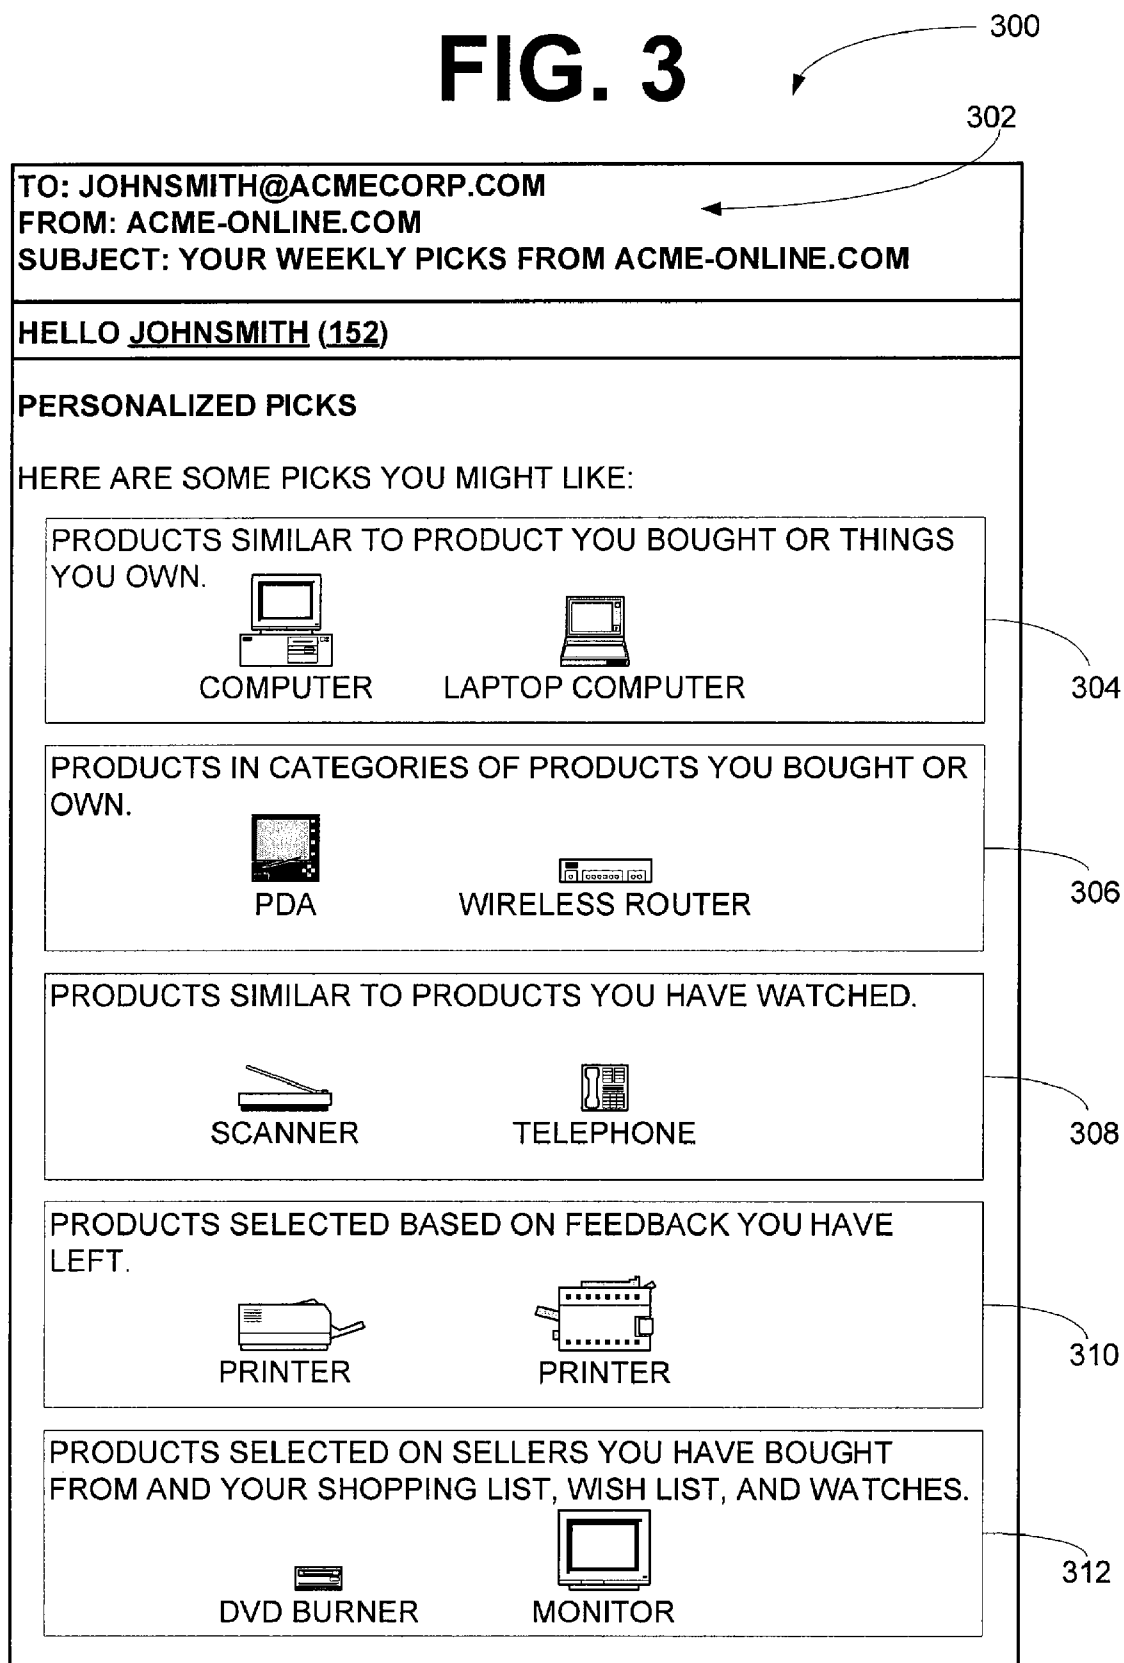 FIG. 3
300
302
TO: JOHNSMITH@ACMECORP.COM
FROM: ACME-ONLINE.COM
SUBJECT: YOUR WEEKLY PICKS FROM ACME-ONLINE.COM
HELLO JOHNSMITH (152)
PERSONALIZED PICKS
HERE ARE SOME PICKS YOU MIGHT LIKE:
PRODUCTS SIMILAR TO PRODUCT YOU BOUGHT OR THINGS
YOU OWN.
COMPUTER LAPTOP COMPUTER
304
PRODUCTS IN CATEGORIES OF PRODUCTS YOU BOUGHT OR
OWN.
PDA WIRELESS ROUTER
306
PRODUCTS SIMILAR TO PRODUCTS YOU HAVE WATCHED.
SCANNER TELEPHONE
308
PRODUCTS SELECTED BASED ON FEEDBACK YOU HAVE
LEFT.
PRINTER PRINTER
310
PRODUCTS SELECTED ON SELLERS YOU HAVE BOUGHT
FROM AND YOUR SHOPPING LIST, WISH LIST, AND WATCHES.
DVD BURNER MONITOR
312